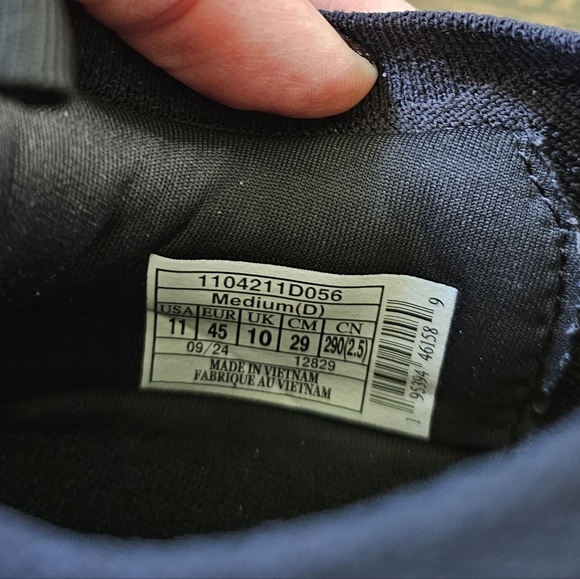 1104211D056
Medium(D)
USA EUR UK CM CN
11 45 10 29 290(2.5)
09/24 12829
MADE IN VIETNAM
FABRIQUE AU VIETNAM
1 95394 46158 9